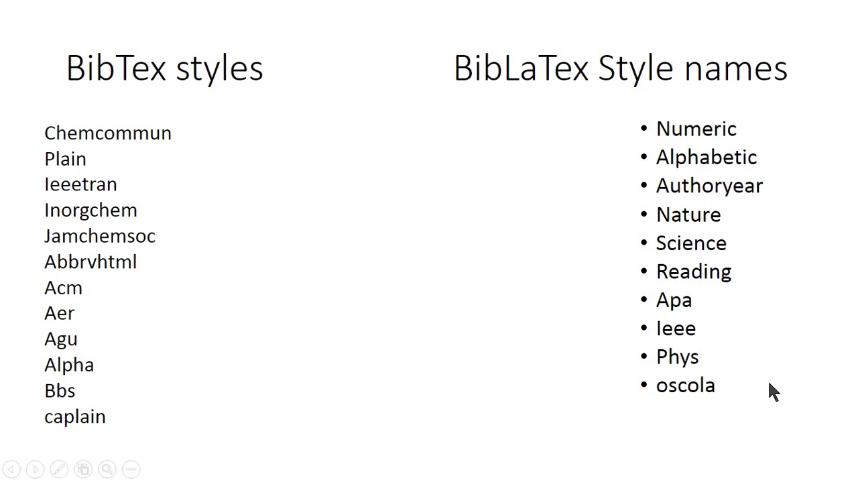 BibTex styles
Chemcommun
Plain
Ieeetran
Inorgchem
Jamchemsoc
Abbrvhtml
Acm
Aer
Agu
Alpha
Bbs
caplain
BibLaTex Style names
• Numeric
• Alphabetic
• Authoryear
• Nature
• Science
• Reading
• Apa
• Ieee
• Phys
• oscola